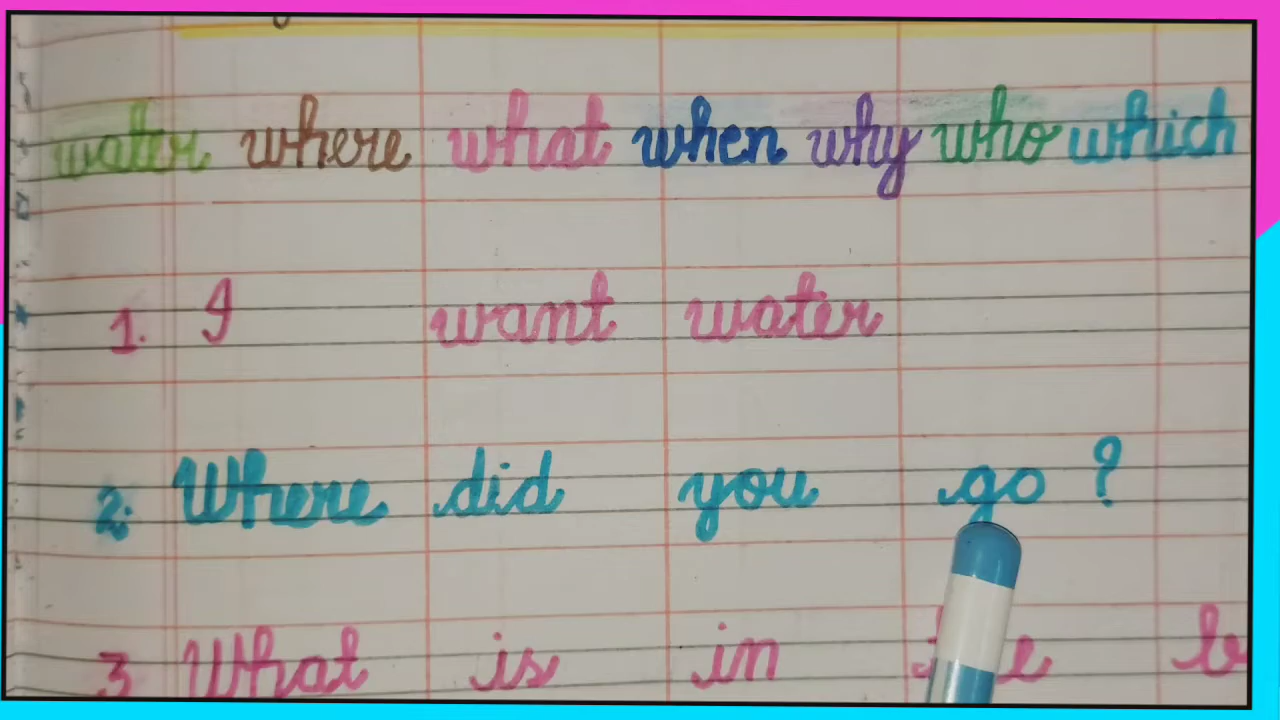 water where what when why who which
1. I want water
2. Where did you go ?
3 What is in